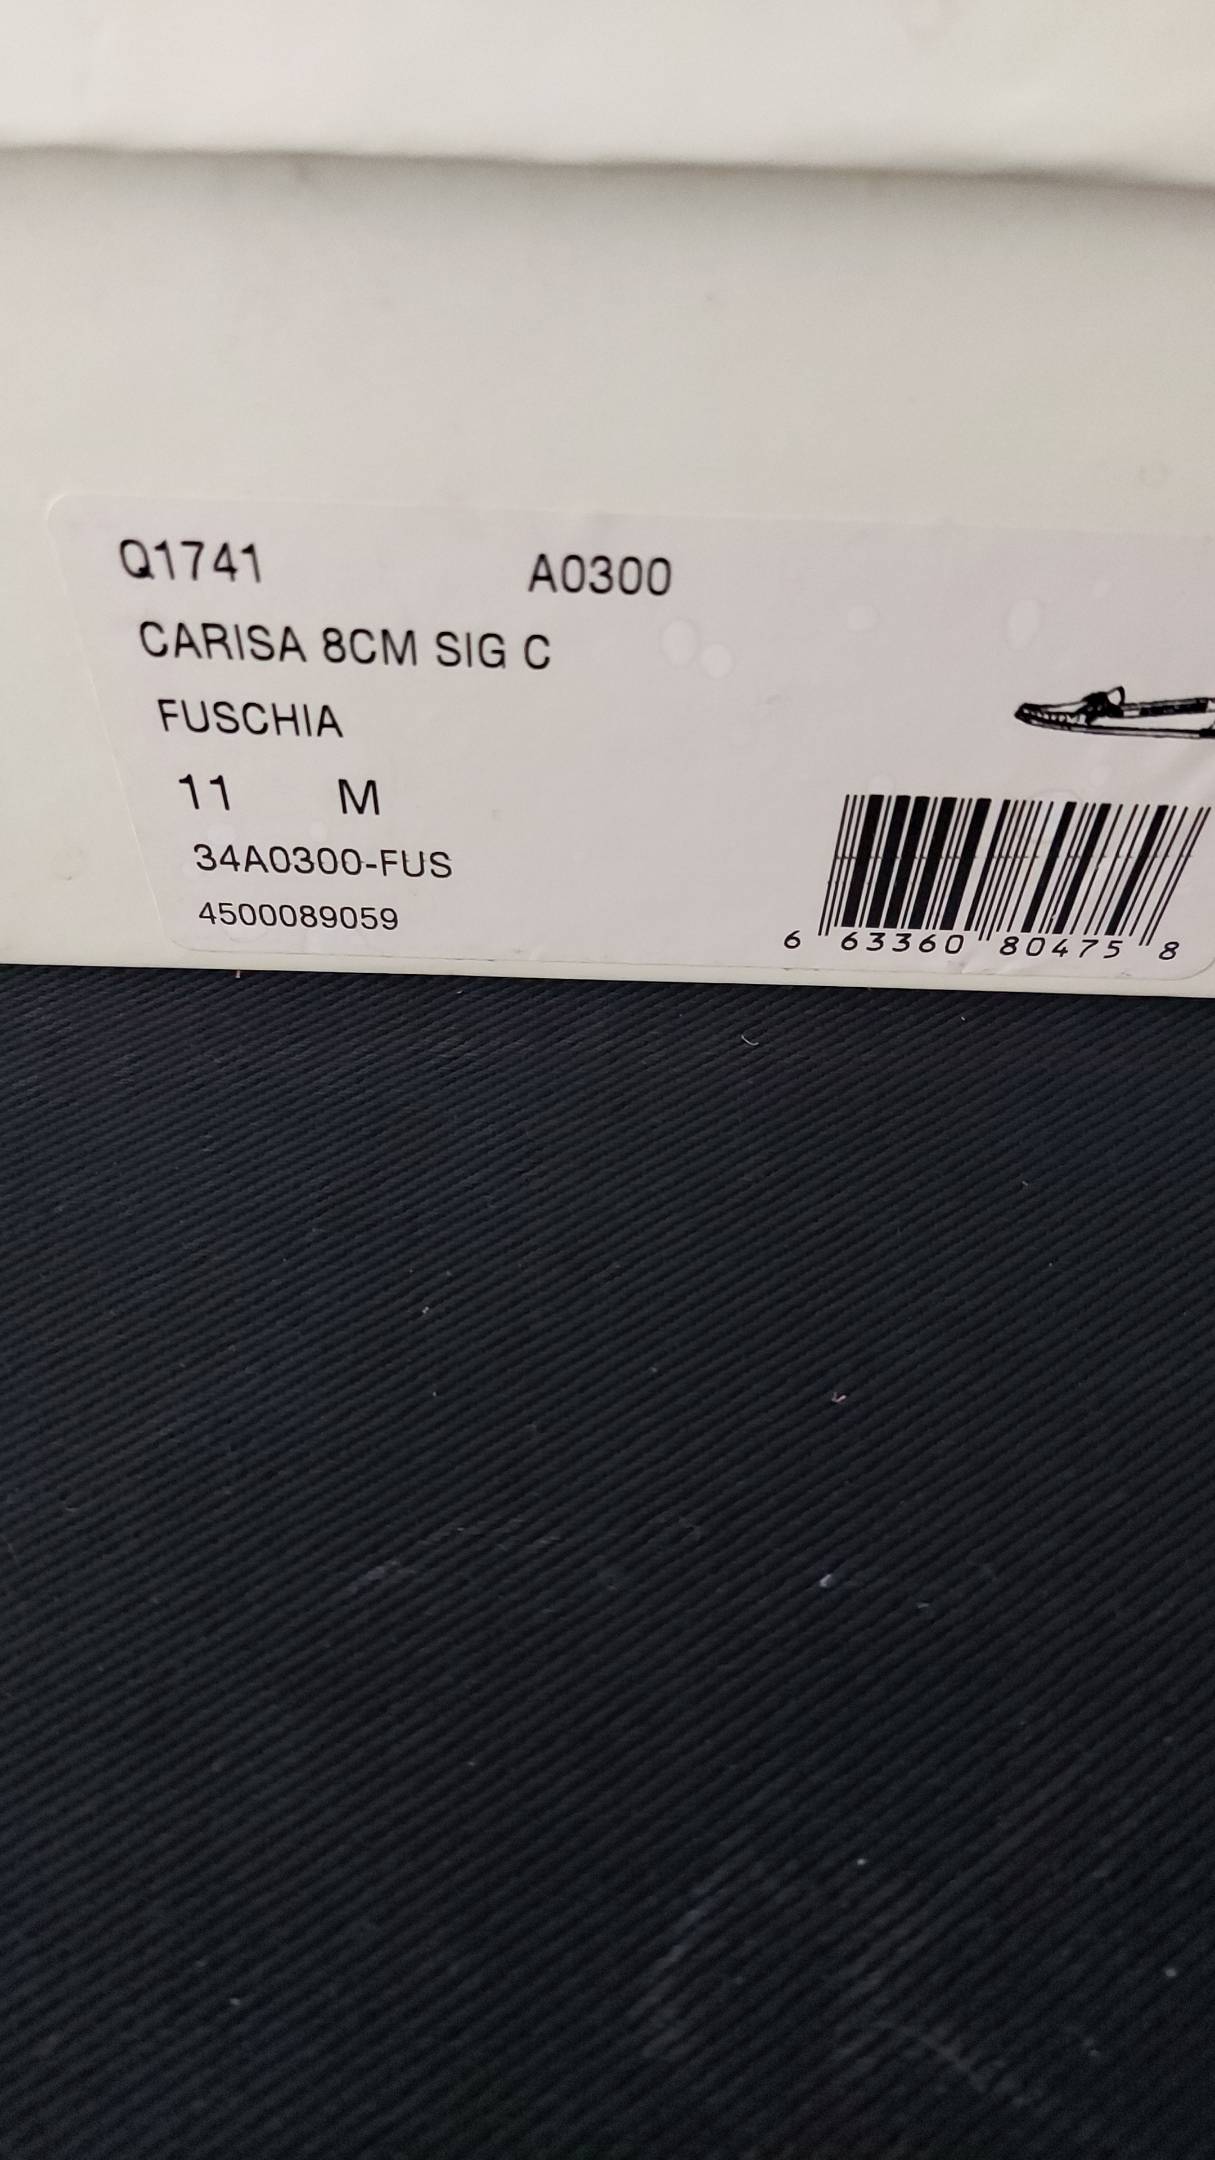 Q1741 A0300
CARISA 8CM SIG C
FUSCHIA
11 M
34A0300-FUS
4500089059
6 63360 80475 8